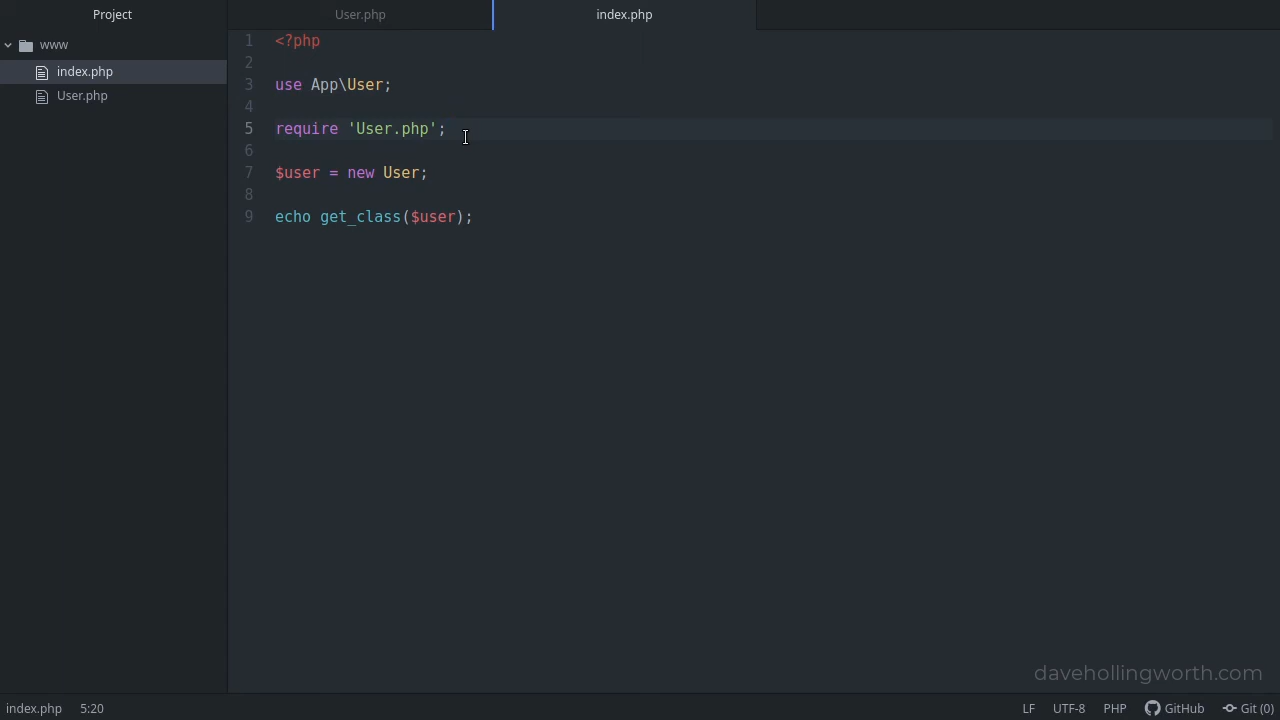 Project
User.php
index.php
www
index.php
User.php
1 <?php
2
3 use App\User;
4
5 require 'User.php';
6
7 $user = new User;
8
9 echo get_class($user);
davehollingworth.com
index.php 5:20 LF UTF-8 PHP GitHub Git (0)